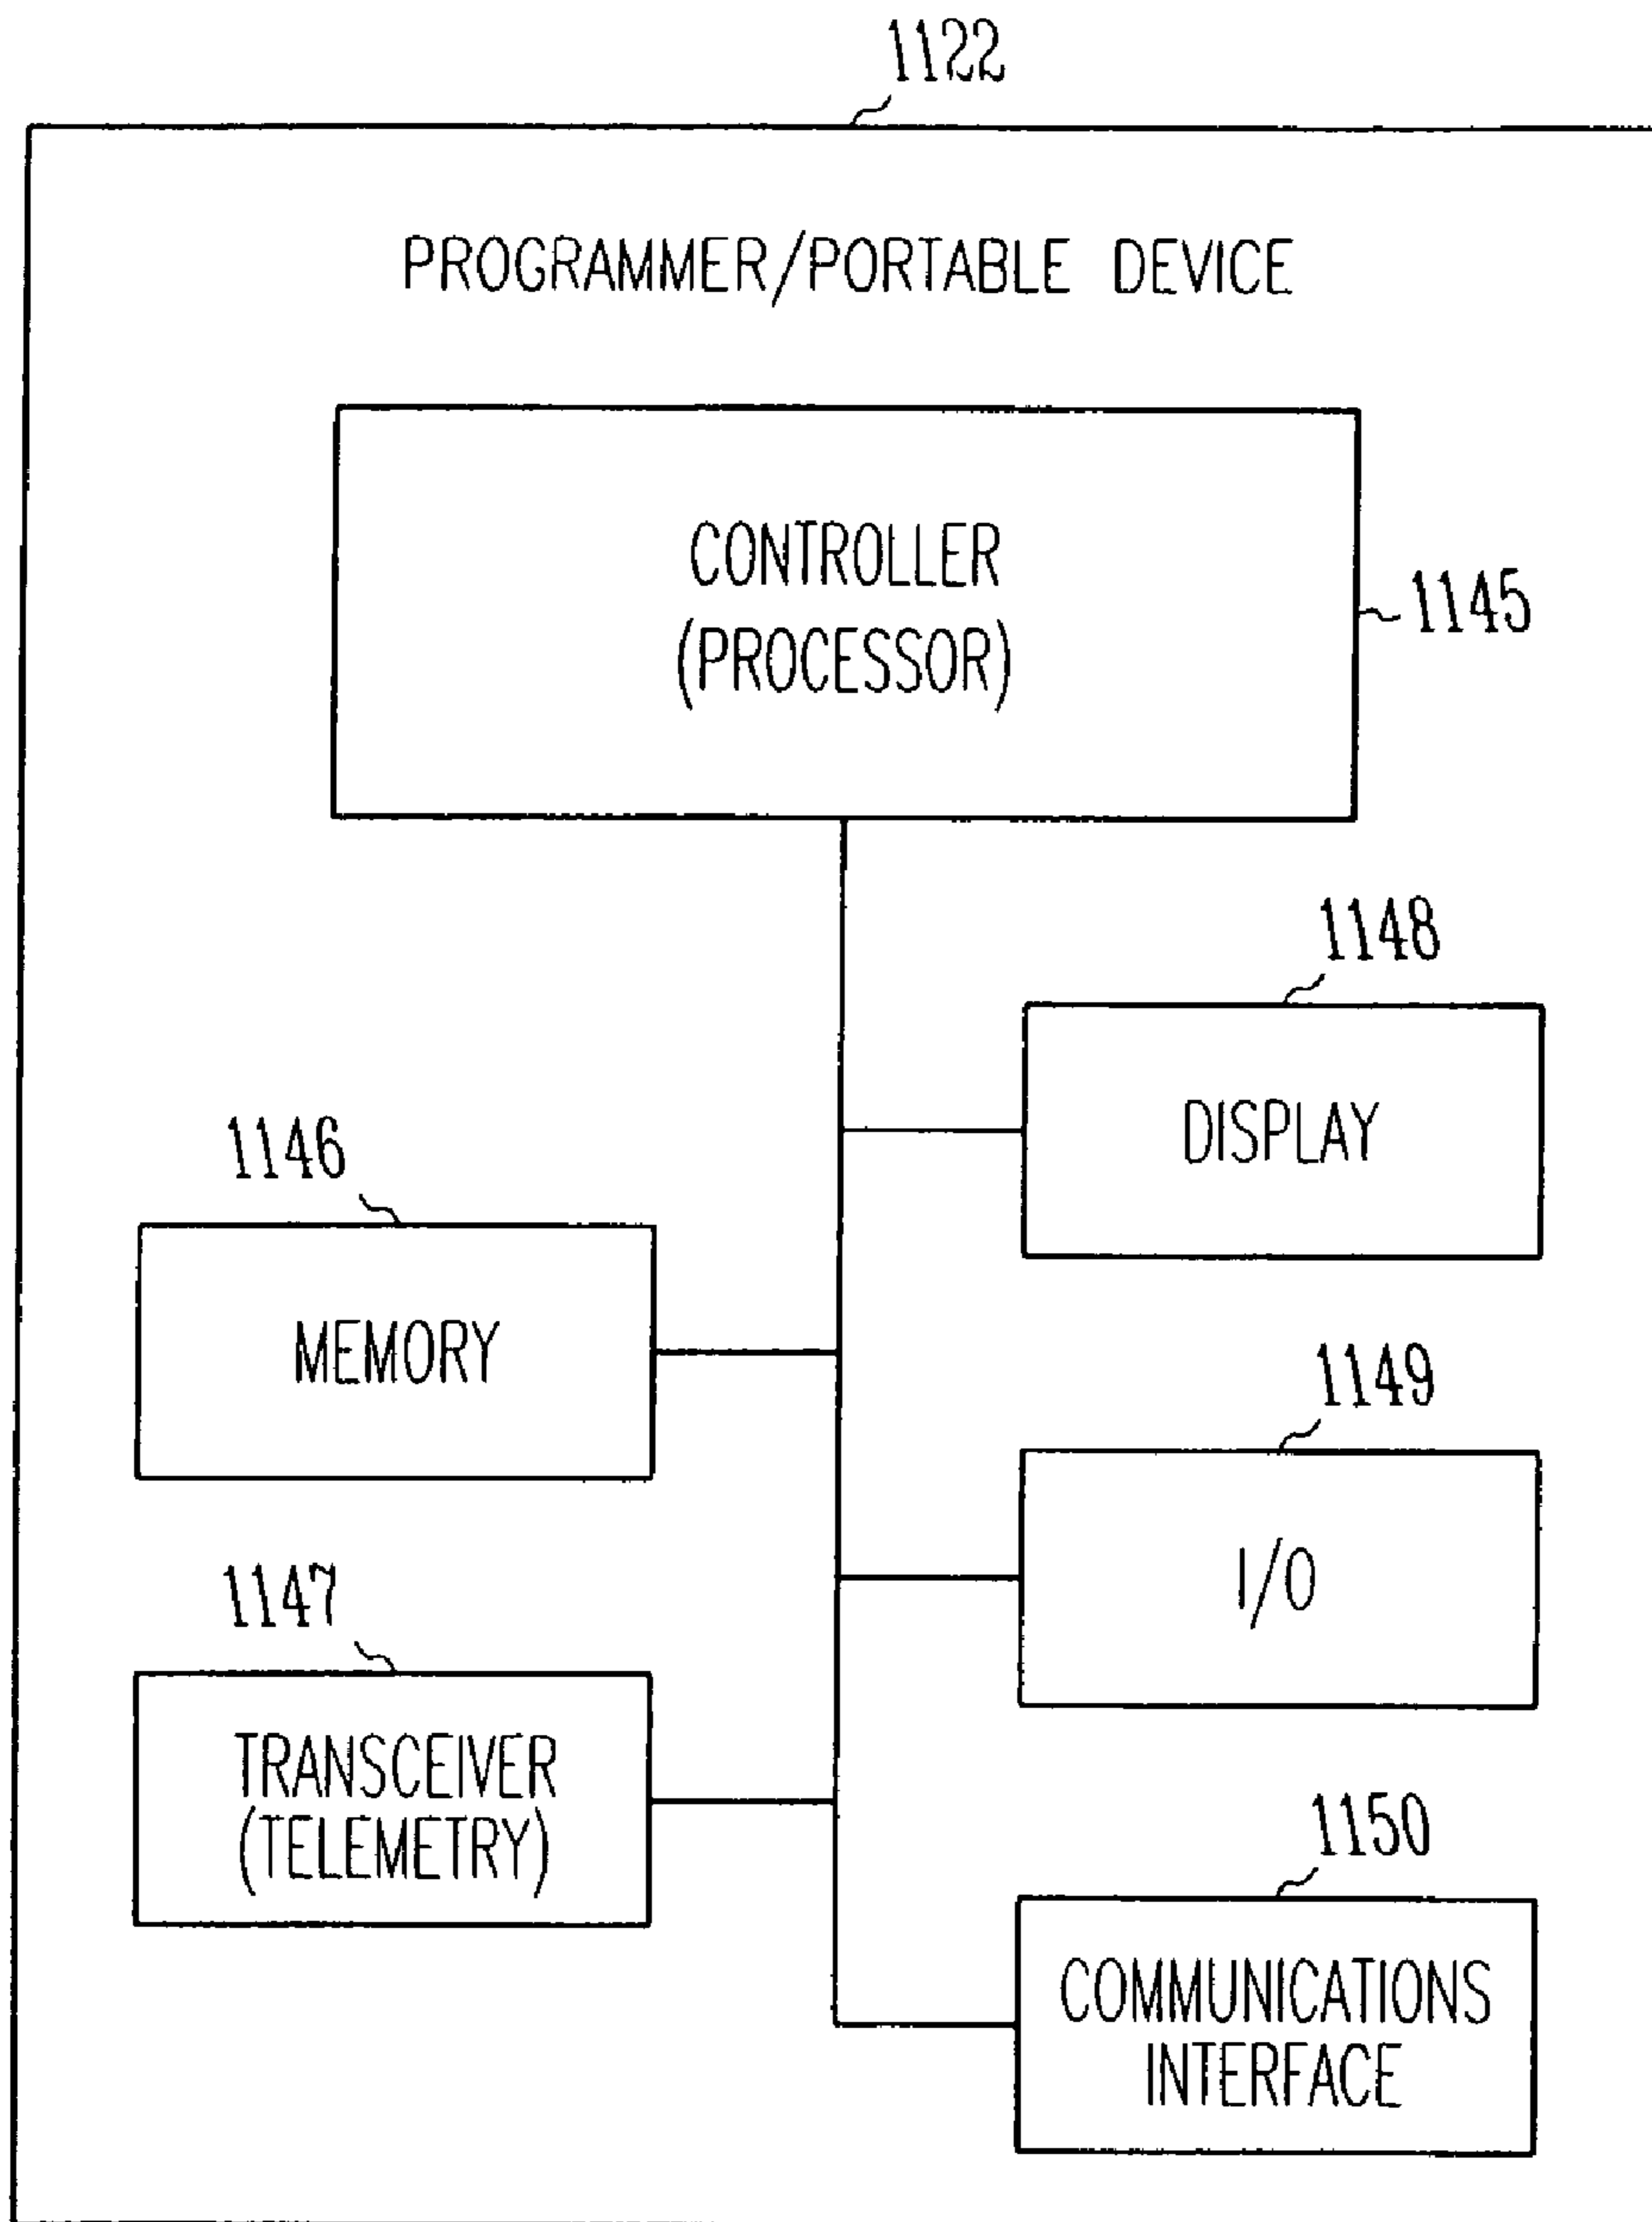 1122
PROGRAMMER/PORTABLE DEVICE
CONTROLLER
(PROCESSOR)
1145
1148
DISPLAY
1146
MEMORY
1149
I/O
1147
TRANSCEIVER
(TELEMETRY)
1150
COMMUNICATIONS
INTERFACE